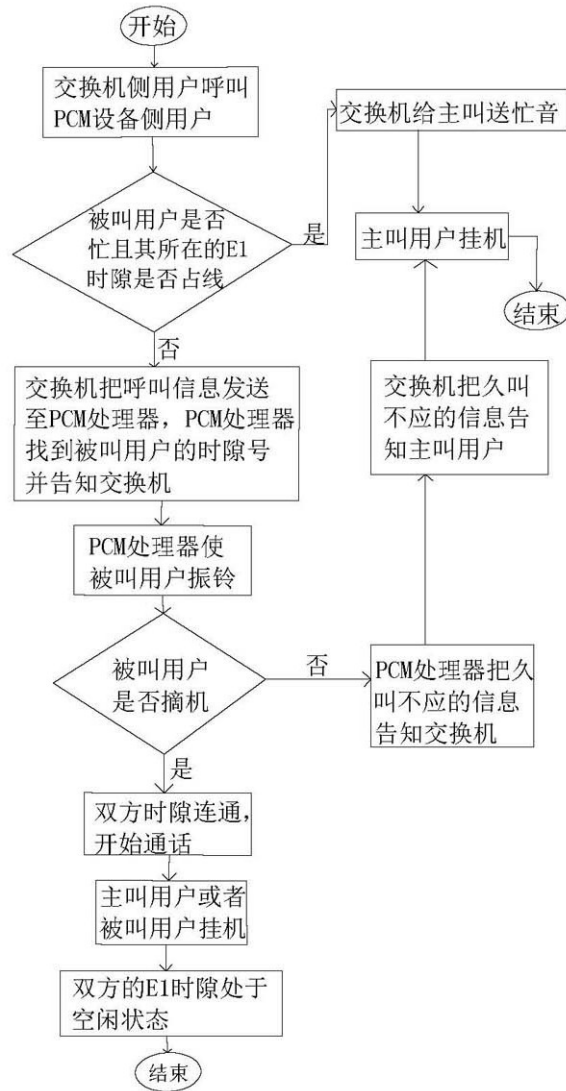 开始
交换机侧用户呼叫
PCM设备侧用户
交换机给主叫送忙音
被叫用户是否
忙且其所在的E1
时隙是否占线
是
主叫用户挂机
结束
否
交换机把呼叫信息发送
至PCM处理器，PCM处理器
找到被叫用户的时隙号
并告知交换机
交换机把久叫
不应的信息告
知主叫用户
PCM处理器使
被叫用户振铃
被叫用户
是否摘机
否
PCM处理器把久
叫不应的信息
告知交换机
是
双方时隙连通，
开始通话
主叫用户或者
被叫用户挂机
双方的E1时隙处于
空闲状态
结束